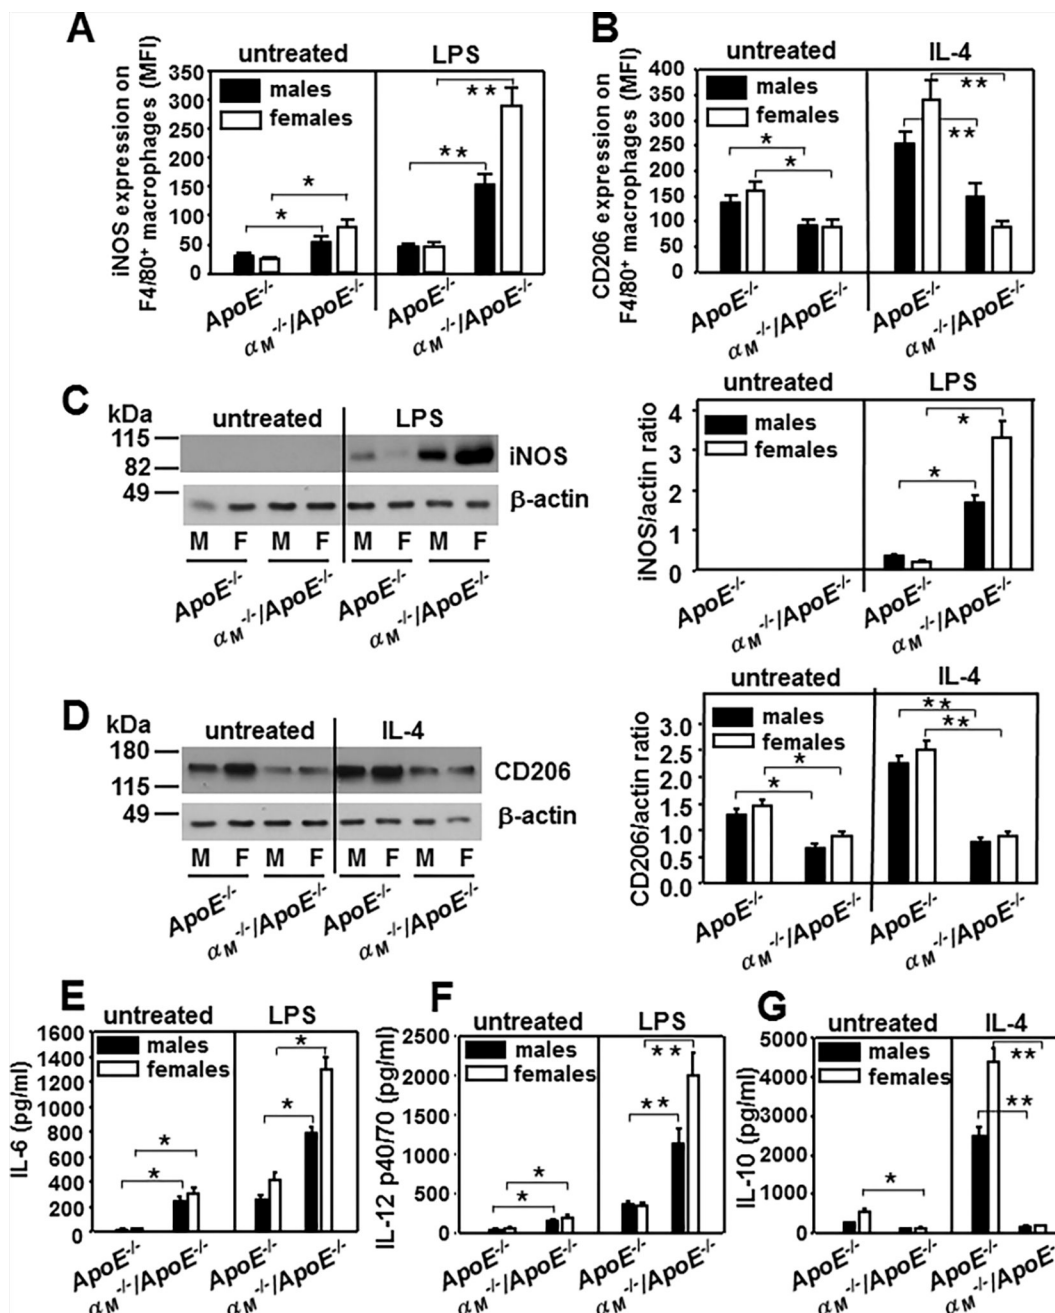 A
untreated
LPS
iNOS expression on
F4/80+ macrophages (MFI)
350
300
250
200
150
100
50
0
males
females
*
*
**
**
ApoE-/-
αM-/-/ApoE-/-
ApoE-/-
αM-/-/ApoE-/-
B
untreated
IL-4
CD206 expression on
F4/80+ macrophages (MFI)
400
350
300
250
200
150
100
50
0
males
females
*
*
**
**
ApoE-/-
αM-/-/ApoE-/-
ApoE-/-
αM-/-/ApoE-/-
C
kDa
untreated
LPS
115
82
49
iNOS
β-actin
M F M F M F M F
ApoE-/-
αM-/-/ApoE-/-
ApoE-/-
αM-/-/ApoE-/-
untreated
LPS
iNOS/actin ratio
4
3
2
1
0
males
females
*
*
ApoE-/-
αM-/-/ApoE-/-
ApoE-/-
αM-/-/ApoE-/-
D
kDa
untreated
IL-4
180
115
49
CD206
β-actin
M F M F M F M F
ApoE-/-
αM-/-/ApoE-/-
ApoE-/-
αM-/-/ApoE-/-
untreated
IL-4
CD206/actin ratio
3.0
2.5
2.0
1.5
1.0
0.5
0.0
males
females
*
*
**
**
ApoE-/-
αM-/-/ApoE-/-
ApoE-/-
αM-/-/ApoE-/-
E
untreated
LPS
IL-6 (pg/ml)
1600
1400
1200
1000
800
600
400
200
0
males
females
*
*
*
*
ApoE-/-
αM-/-/ApoE-/-
ApoE-/-
αM-/-/ApoE-/-
F
untreated
LPS
IL-12 p40/70 (pg/ml)
2500
2000
1500
1000
500
0
males
females
*
*
**
**
ApoE-/-
αM-/-/ApoE-/-
ApoE-/-
αM-/-/ApoE-/-
G
untreated
IL-4
IL-10 (pg/ml)
5000
4000
3000
2000
1000
0
males
females
*
**
**
ApoE-/-
αM-/-/ApoE-/-
ApoE-/-
αM-/-/ApoE-/-